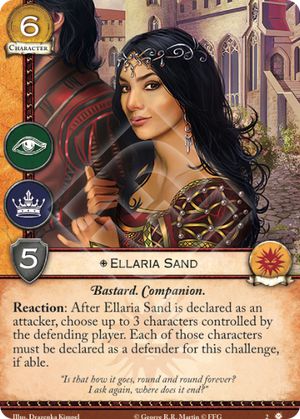 6
Character
5
Ellaria Sand
Bastard. Companion.
Reaction: After Ellaria Sand is declared as an
attacker, choose up to 3 characters controlled by
the defending player. Each of those characters
must be declared as a defender for this challenge,
if able.
"Is that how it goes, round and round forever?
I ask again, where does it end?"
Illus. Drazenka Kimpel
© George R.R. Martin © FFG
2